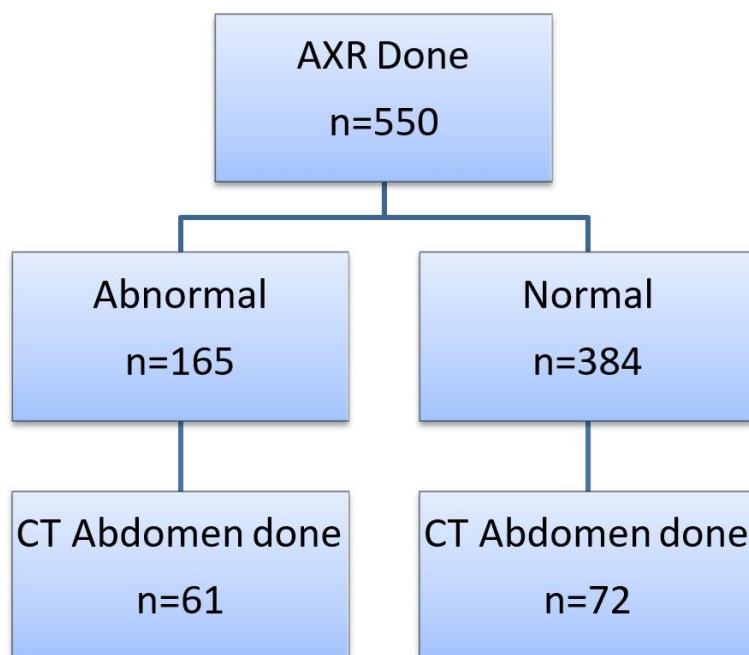 AXR Done
n=550
Abnormal
n=165
Normal
n=384
CT Abdomen done
n=61
CT Abdomen done
n=72